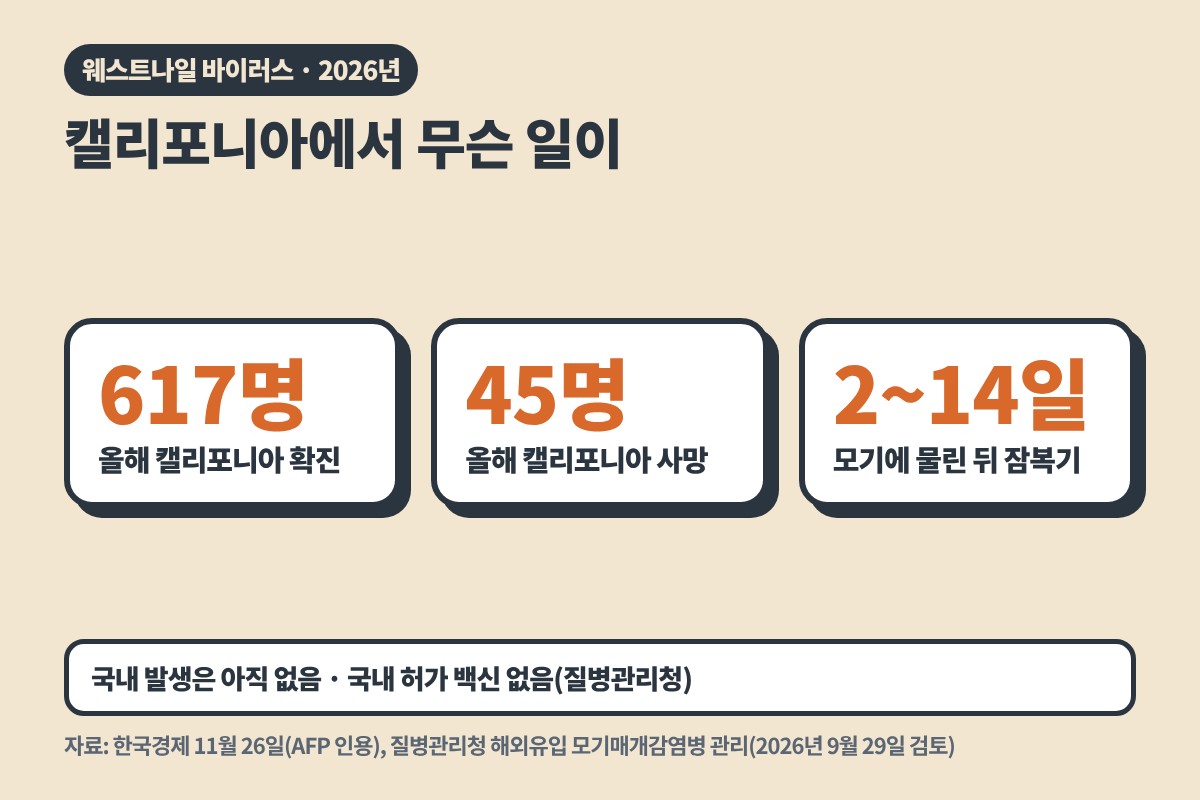 웨스트나일 바이러스 · 2026년
캘리포니아에서 무슨 일이
617명
올해 캘리포니아 확진
45명
올해 캘리포니아 사망
2~14일
모기에 물린 뒤 잠복기
국내 발생은 아직 없음 · 국내 허가 백신 없음(질병관리청)
자료: 한국경제 11월 26일(AFP 인용), 질병관리청 해외유입 모기매개감염병 관리(2026년 9월 29일 검토)